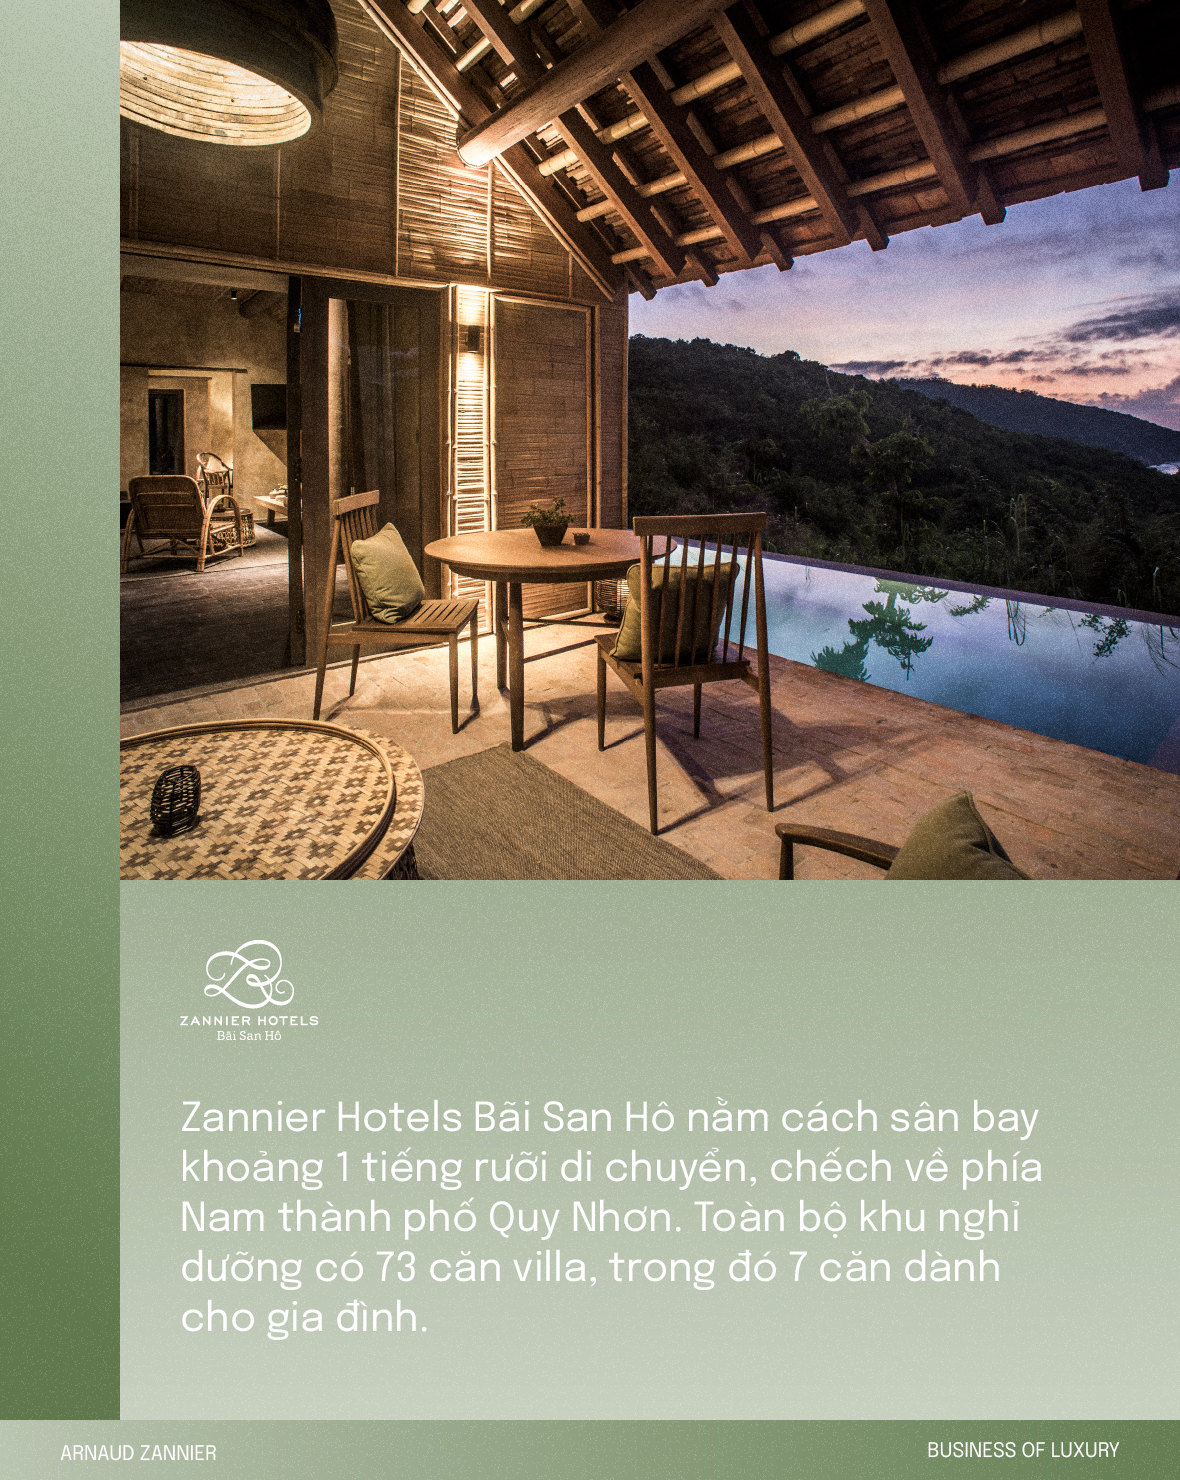 ZANNIER HOTELS
Bãi San Hô
Zannier Hotels Bãi San Hô nằm cách sân bay
khoảng 1 tiếng rưỡi di chuyển, chếch về phía
Nam thành phố Quy Nhơn. Toàn bộ khu nghỉ
dưỡng có 73 căn villa, trong đó 7 căn dành
cho gia đình.
ARNAUD ZANNIER
BUSINESS OF LUXURY